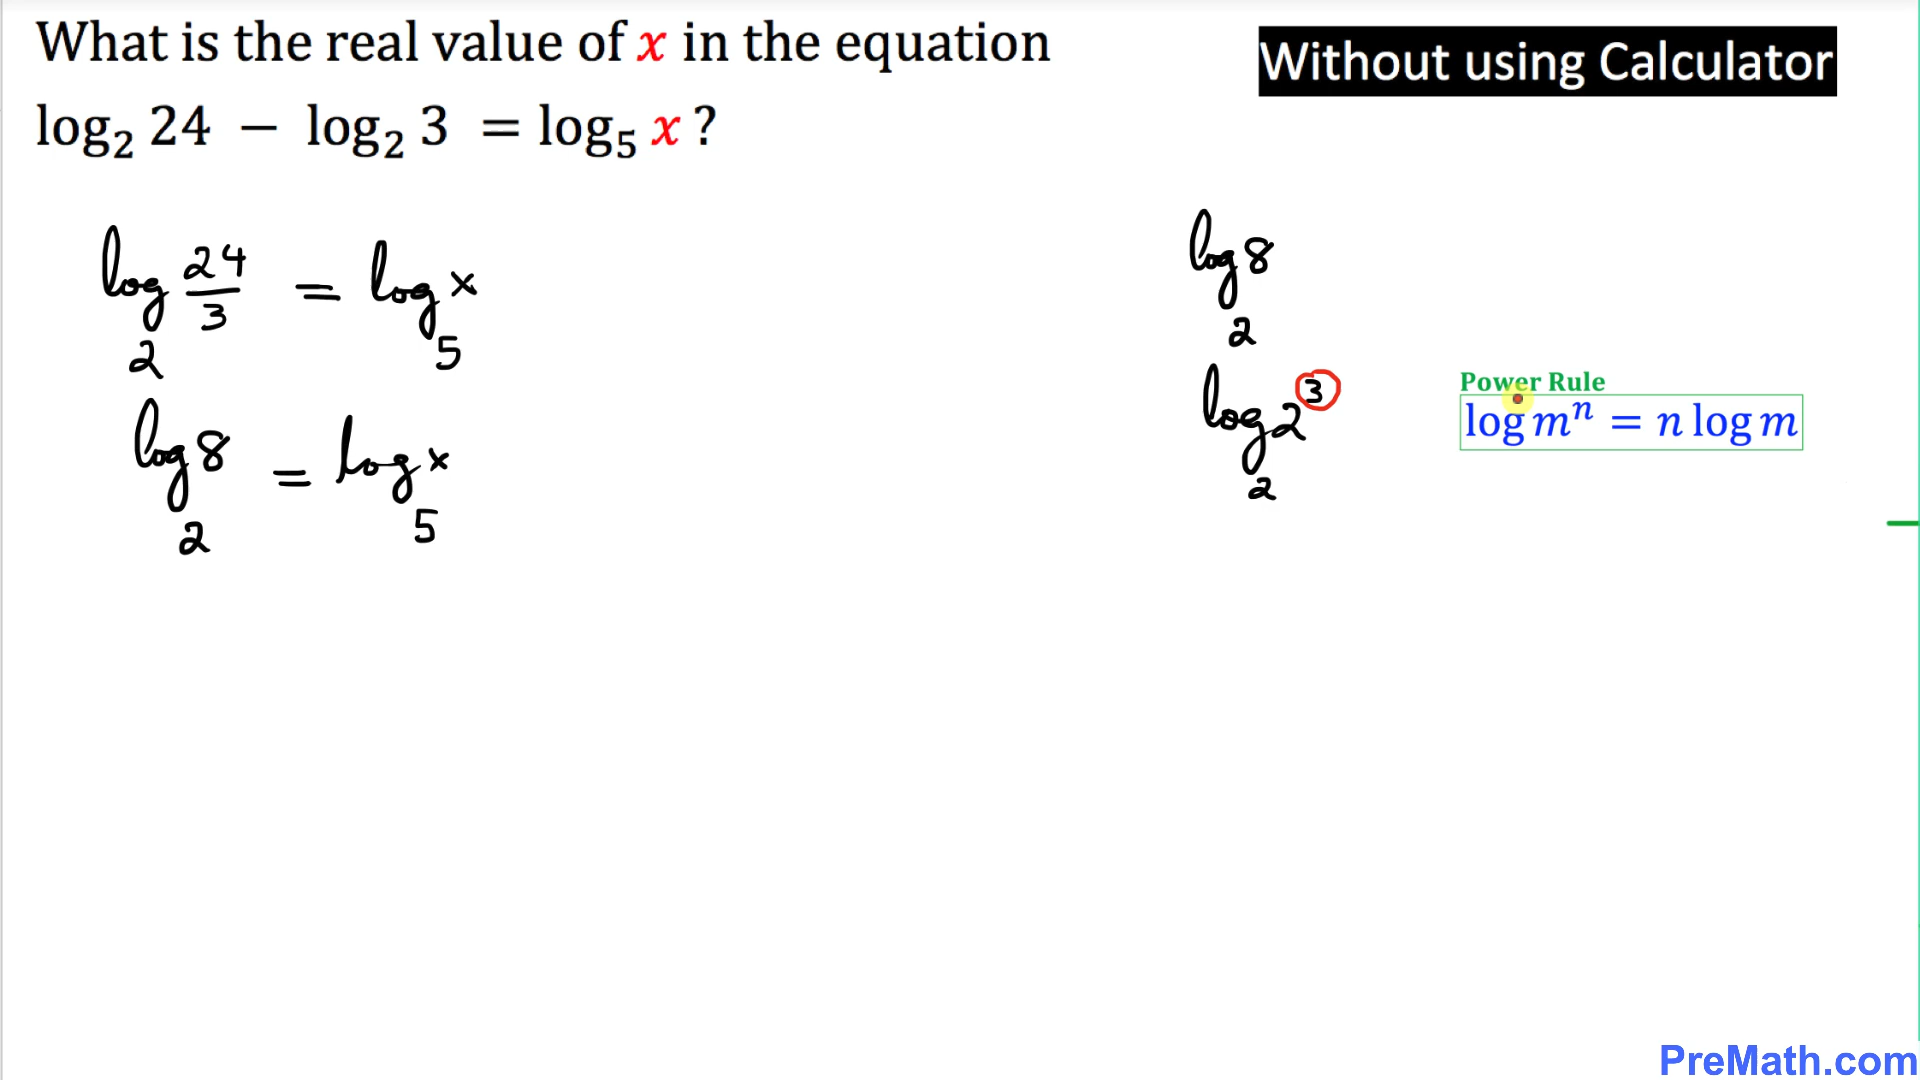 What is the real value of x in the equation
log₂ 24 − log₂ 3 = log₅ x ?
Without using Calculator
log₂ 24/3 = log₅ x
log₂ 8 = log₅ x
log₂ 8
log₂ 2³
Power Rule
log mⁿ = n log m
PreMath.com